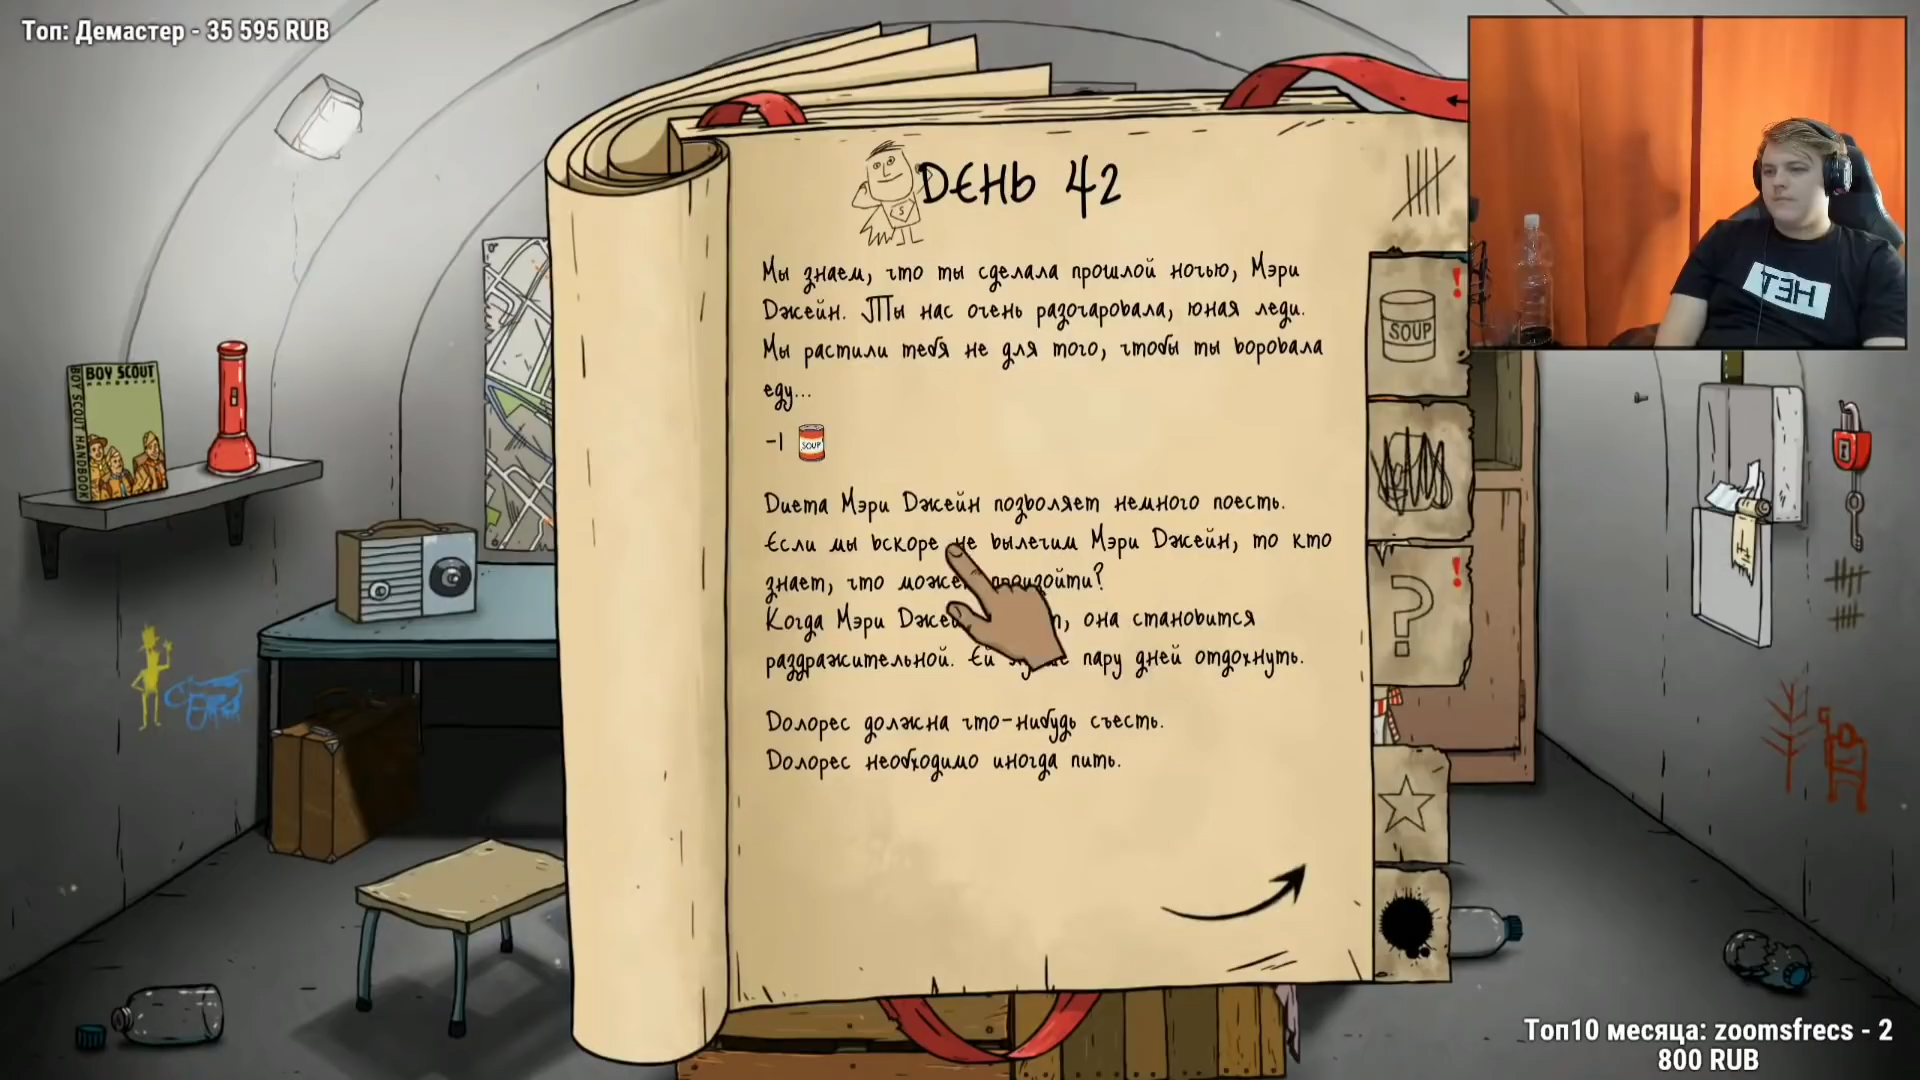 Топ: Демастер - 35 595 RUB
ДЕНЬ 42
Мы знаем, что ты сделала прошлой ночью, Мэри
Джейн. Ты нас очень разочаровала, юная леди.
Мы растили тебя не для того, чтобы ты воровала
еду...
-1 SOUP
Диета Мэри Джейн позволяет немного поесть.
Если мы вскоре не вылечим Мэри Джейн, то кто
знает, что может произойти?
Когда Мэри она становится
раздражительной. Ей пару дней отдохнуть.
Долорес должна что-нибудь съесть.
Долорес необходимо иногда пить.
!
SOUP
!
?
BOY SCOUT
BOY SCOUT HANDBOOK
НЕТ
Топ10 месяца: zoomsfrecs - 2
800 RUB